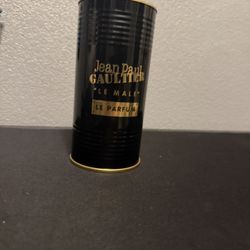 Jean Paul
GAULTIER
"LE MALE"
LE PARFUM